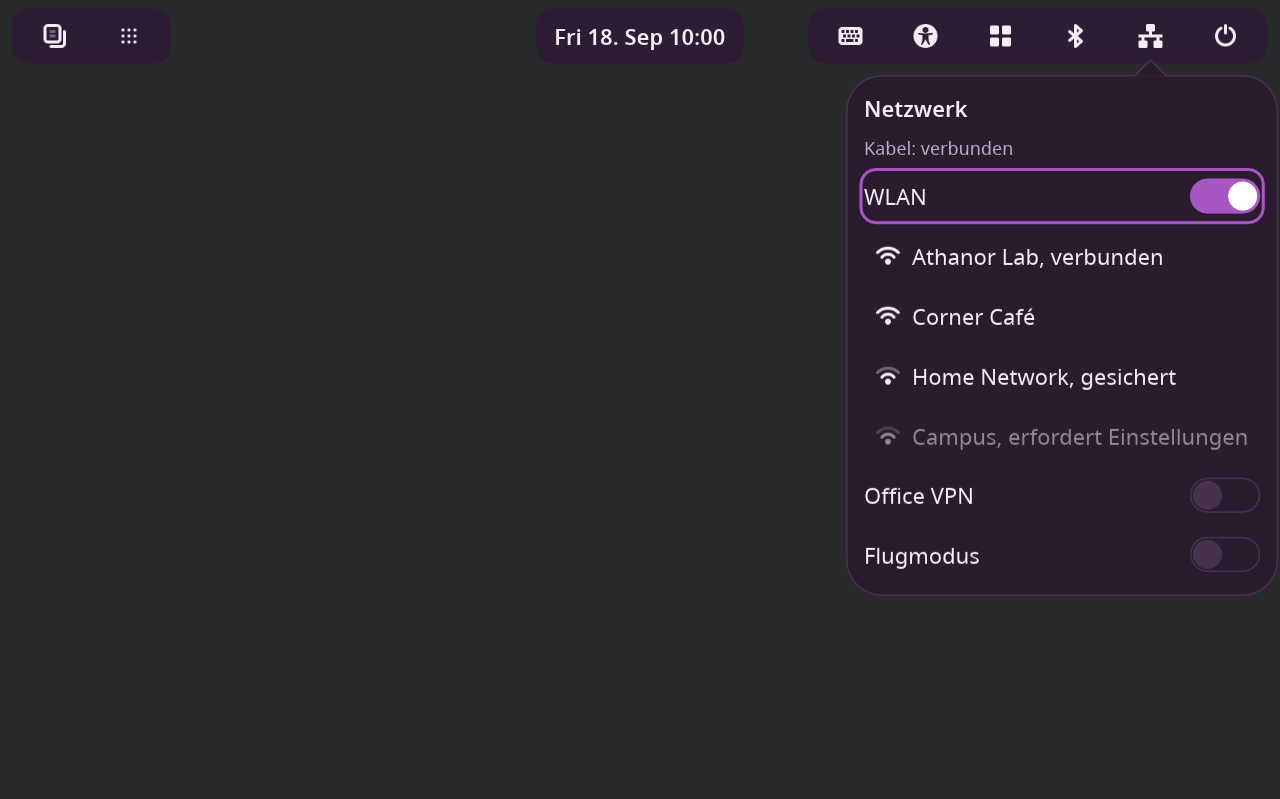 Fri 18. Sep 10:00
Netzwerk
Kabel: verbunden
WLAN
Athanor Lab, verbunden
Corner Café
Home Network, gesichert
Campus, erfordert Einstellungen
Office VPN
Flugmodus